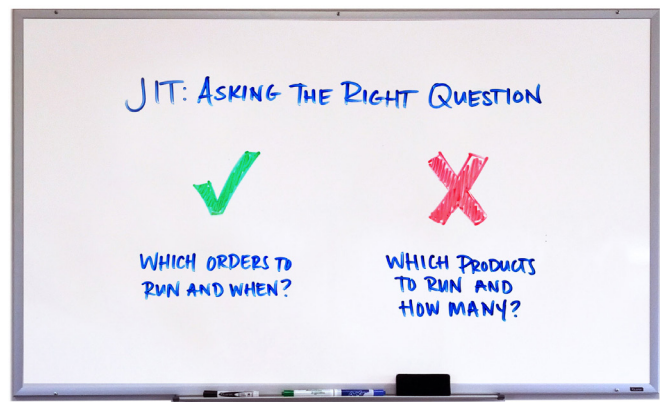 JIT: ASKING THE RIGHT QUESTION
WHICH ORDERS TO
RUN AND WHEN?
WHICH PRODUCTS
TO RUN AND
HOW MANY?